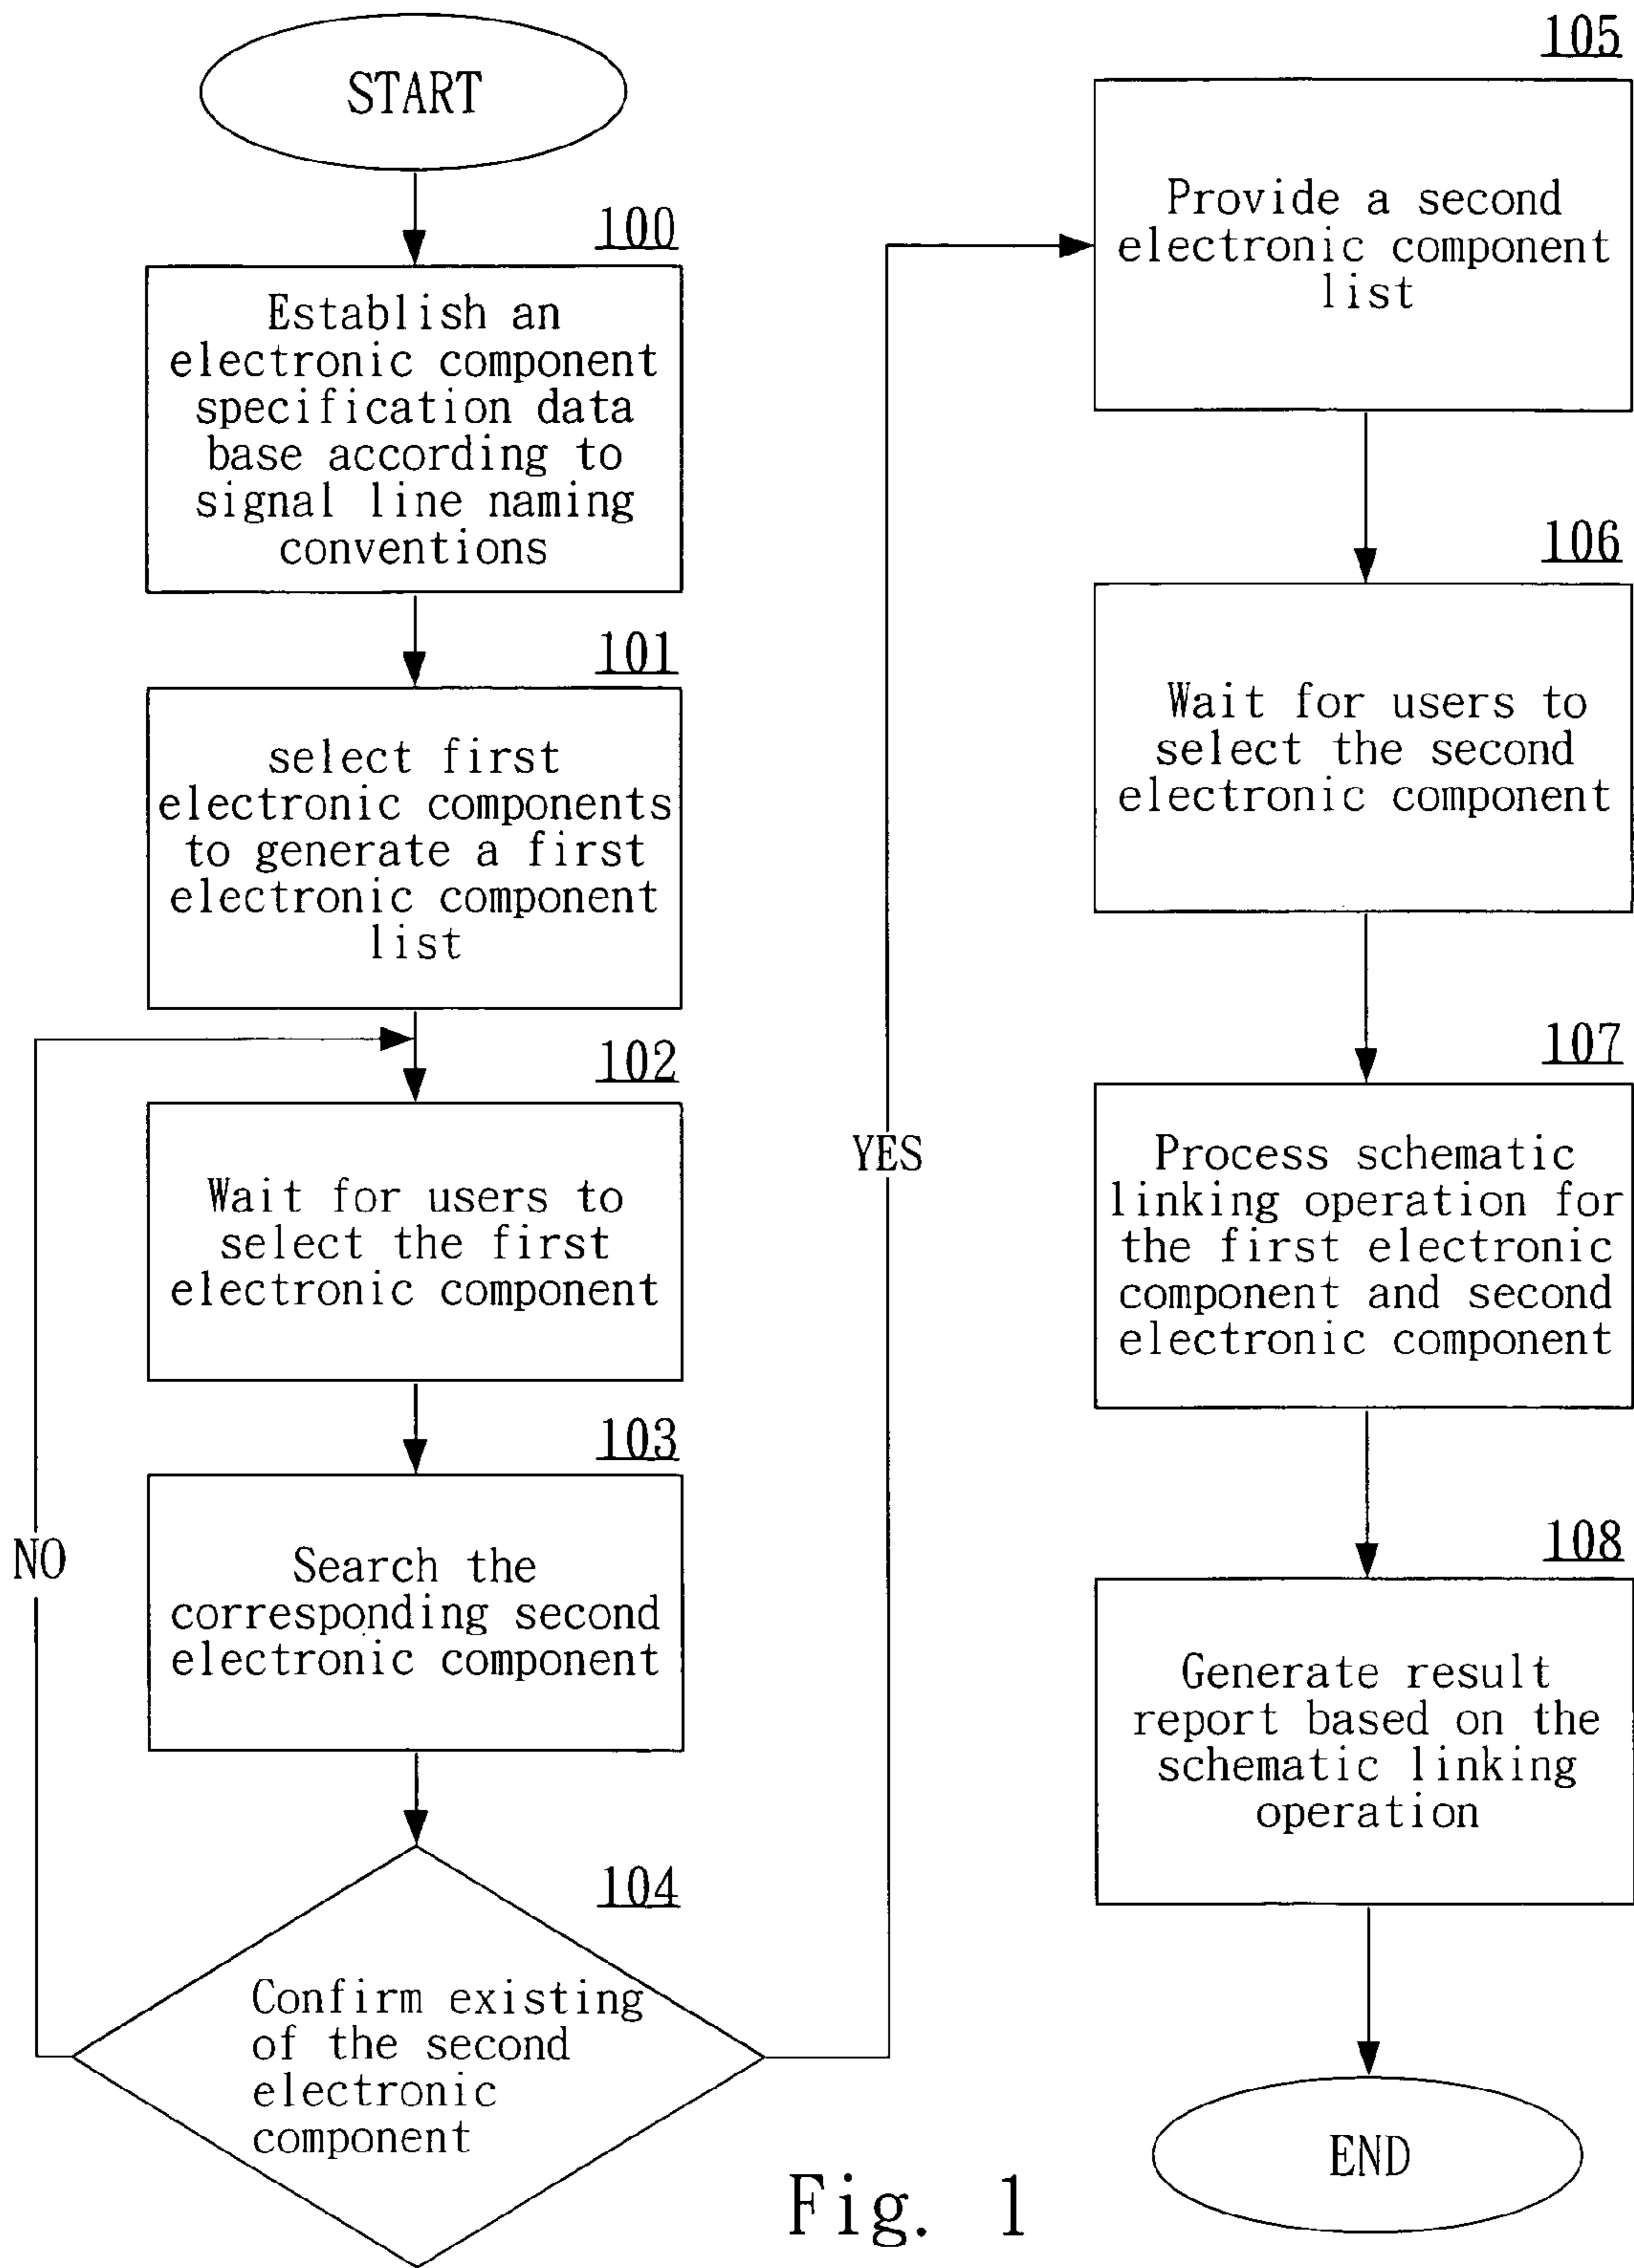 START
100
Establish an
electronic component
specification data
base according to
signal line naming
conventions
101
select first
electronic components
to generate a first
electronic component
list
102
Wait for users to
select the first
electronic component
103
Search the
corresponding second
electronic component
NO
104
Confirm existing
of the second
electronic
component
YES
105
Provide a second
electronic component
list
106
Wait for users to
select the second
electronic component
107
Process schematic
linking operation for
the first electronic
component and second
electronic component
108
Generate result
report based on the
schematic linking
operation
END
Fig. 1